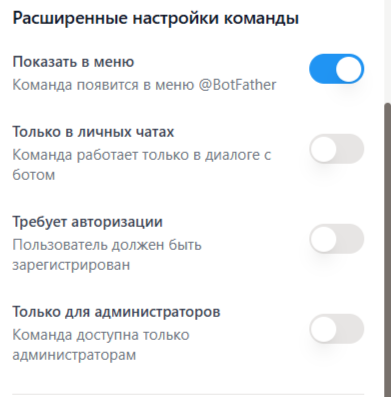 Расширенные настройки команды
Показать в меню
Команда появится в меню @BotFather
Только в личных чатах
Команда работает только в диалоге с
ботом
Требует авторизации
Пользователь должен быть
зарегистрирован
Только для администраторов
Команда доступна только
администраторам